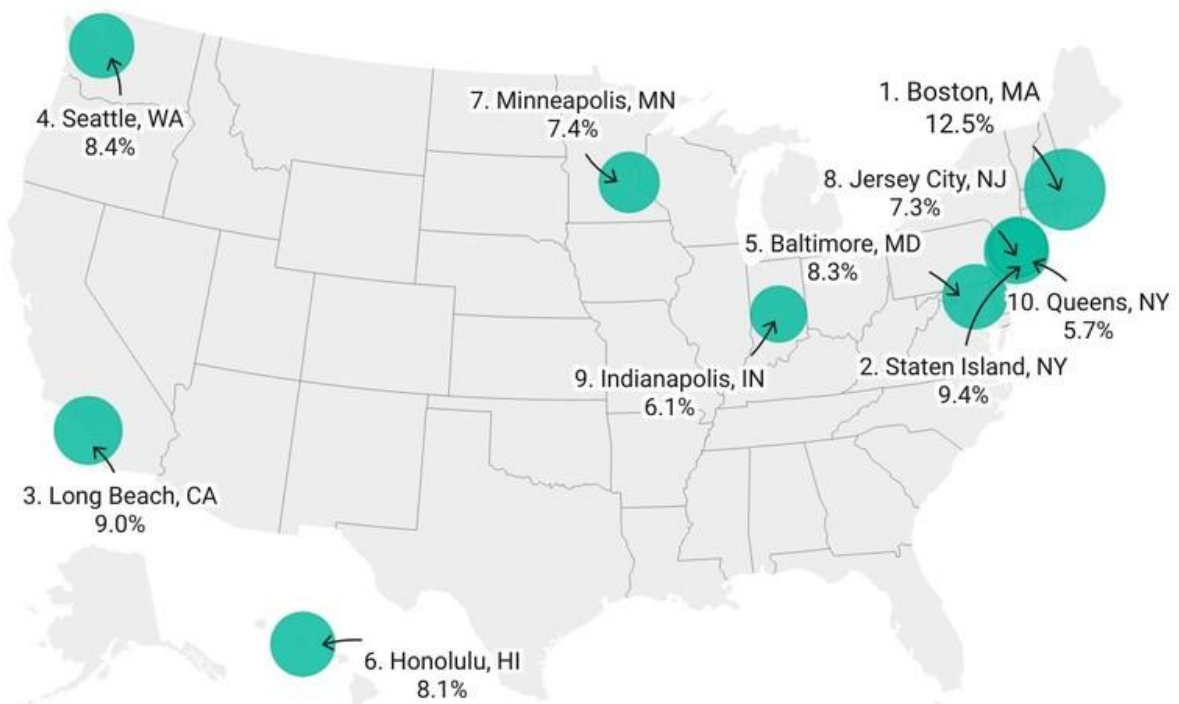 1. Boston, MA
12.5%
4. Seattle, WA
8.4%
7. Minneapolis, MN
7.4%
8. Jersey City, NJ
7.3%
5. Baltimore, MD
8.3%
10. Queens, NY
5.7%
2. Staten Island, NY
9.4%
9. Indianapolis, IN
6.1%
3. Long Beach, CA
9.0%
6. Honolulu, HI
8.1%